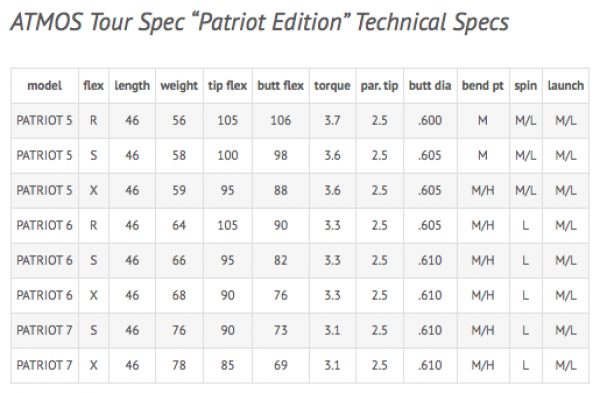 ATMOS Tour Spec “Patriot Edition” Technical Specs
model flex length weight tip flex butt flex torque par. tip butt dia bend pt spin launch
PATRIOT 5 R 46 56 105 106 3.7 2.5 .600 M M/L M/L
PATRIOT 5 S 46 58 100 98 3.6 2.5 .605 M M/L M/L
PATRIOT 5 X 46 59 95 88 3.6 2.5 .605 M/H M/L M/L
PATRIOT 6 R 46 64 105 90 3.3 2.5 .605 M/H L M/L
PATRIOT 6 S 46 66 95 82 3.3 2.5 .610 M/H L M/L
PATRIOT 6 X 46 68 90 76 3.3 2.5 .610 M/H L M/L
PATRIOT 7 S 46 76 90 73 3.1 2.5 .610 M/H L M/L
PATRIOT 7 X 46 78 85 69 3.1 2.5 .610 M/H L M/L